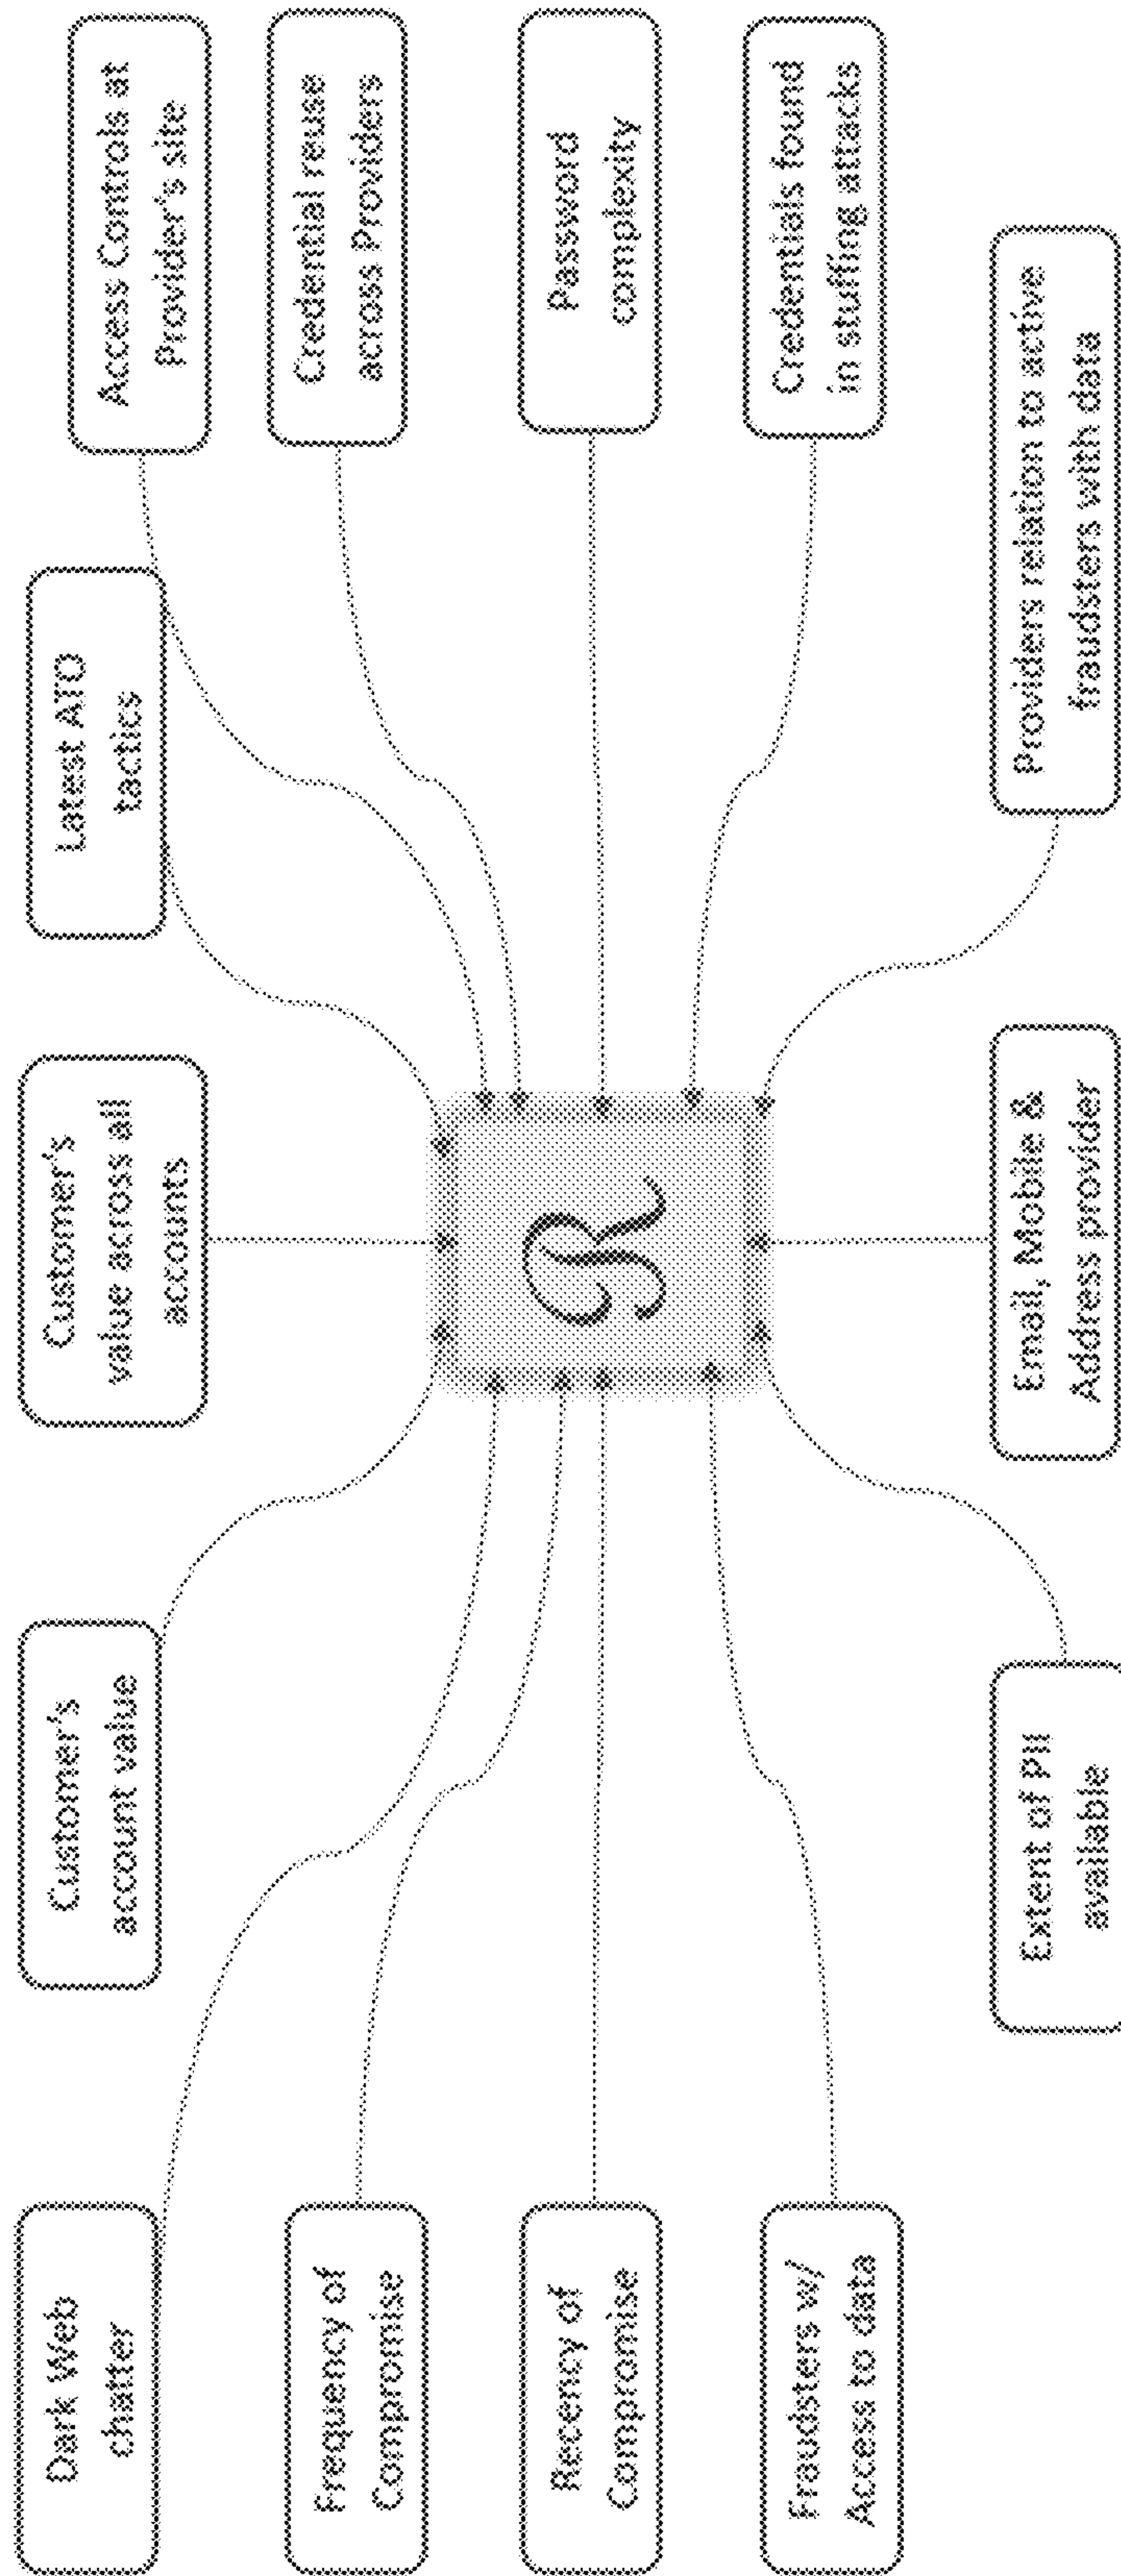 Dark Web
chatter
Customer's
account value
Customer's
value across all
accounts
Latest ATO
tactics
Access Controls at
Provider's site
Frequency of
Compromise
Credential reuse
across Providers
Recency of
Compromise
R
Password
complexity
Fraudsters w/
Access to data
Credentials found
in stuffing attacks
Extent of PII
available
Email, Mobile &
Address provider
Providers relation to active
fraudsters with data